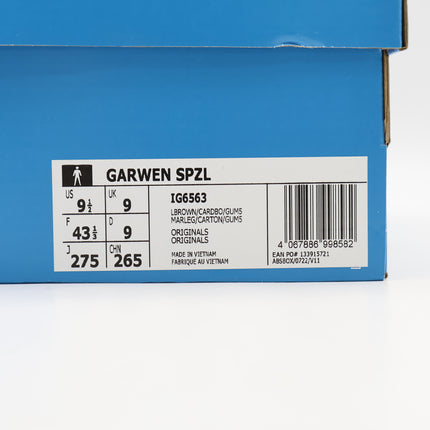 GARWEN SPZL
US 9½ UK 9
F 43⅓ D 9
J 275 CHN 265
IG6563
LBROWN/CARDBO/GUM5
MARLEG/CARTON/GUM5
ORIGINALS
ORIGINALS
MADE IN VIETNAM
FABRIQUÉ AU VIETNAM
4 067886 998582
EAN PO# 133915721
ABSBOX/0722/V11